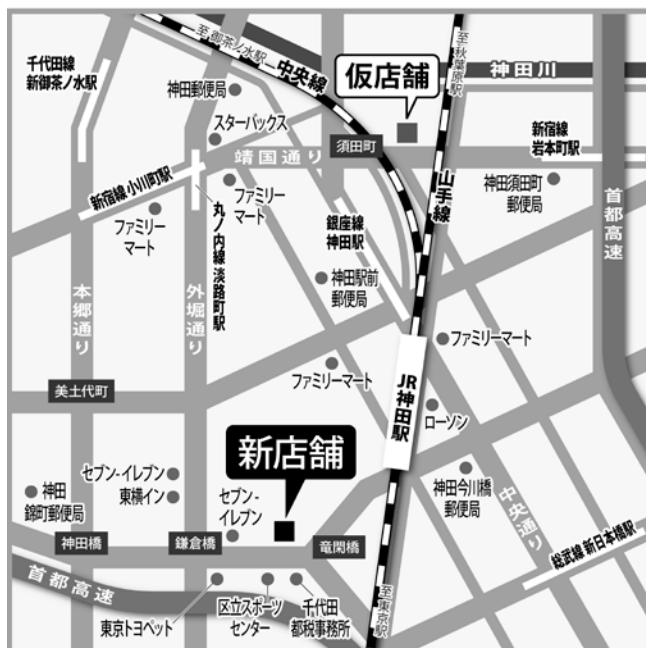 至御茶ノ水駅
中央線
至秋葉原駅
神田川
千代田線
新御茶ノ水駅
神田郵便局
仮店舗
スターバックス
靖国通り
須田町
新宿線
岩本町駅
山手線
神田須田町
郵便局
首都高速
新宿線 小川町駅
ファミリー
マート
ファミリー
マート
丸ノ内線 淡路町駅
銀座線
神田駅
神田駅前
郵便局
本郷通り
外堀通り
ファミリーマート
ファミリーマート
JR神田駅
美土代町
ローソン
新店舗
セブン-イレブン
東横イン
神田
錦町郵便局
セブン-
イレブン
神田今川橋
郵便局
中央通り
神田橋
鎌倉橋
竜閑橋
総武線 新日本橋駅
首都高速
東京トヨペット
区立スポーツ
センター
千代田
都税事務所
至東京駅